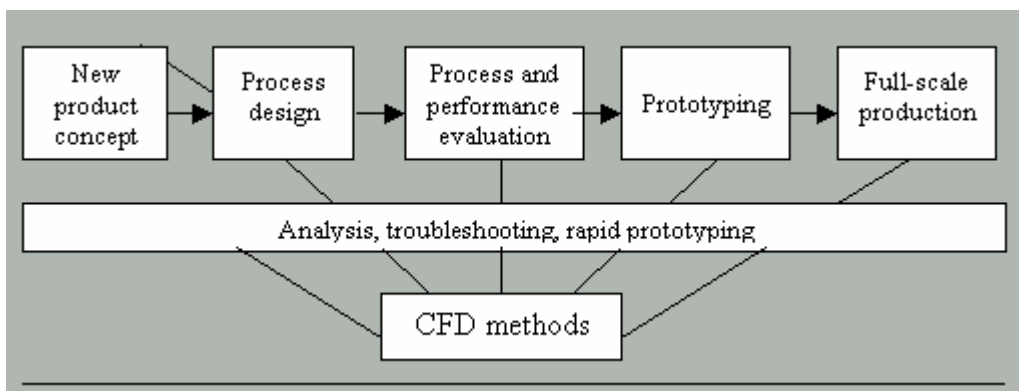 New
product
concept
Process
design
Process and
performance
evaluation
Prototyping
Full-scale
production
Analysis, troubleshooting, rapid prototyping
CFD methods